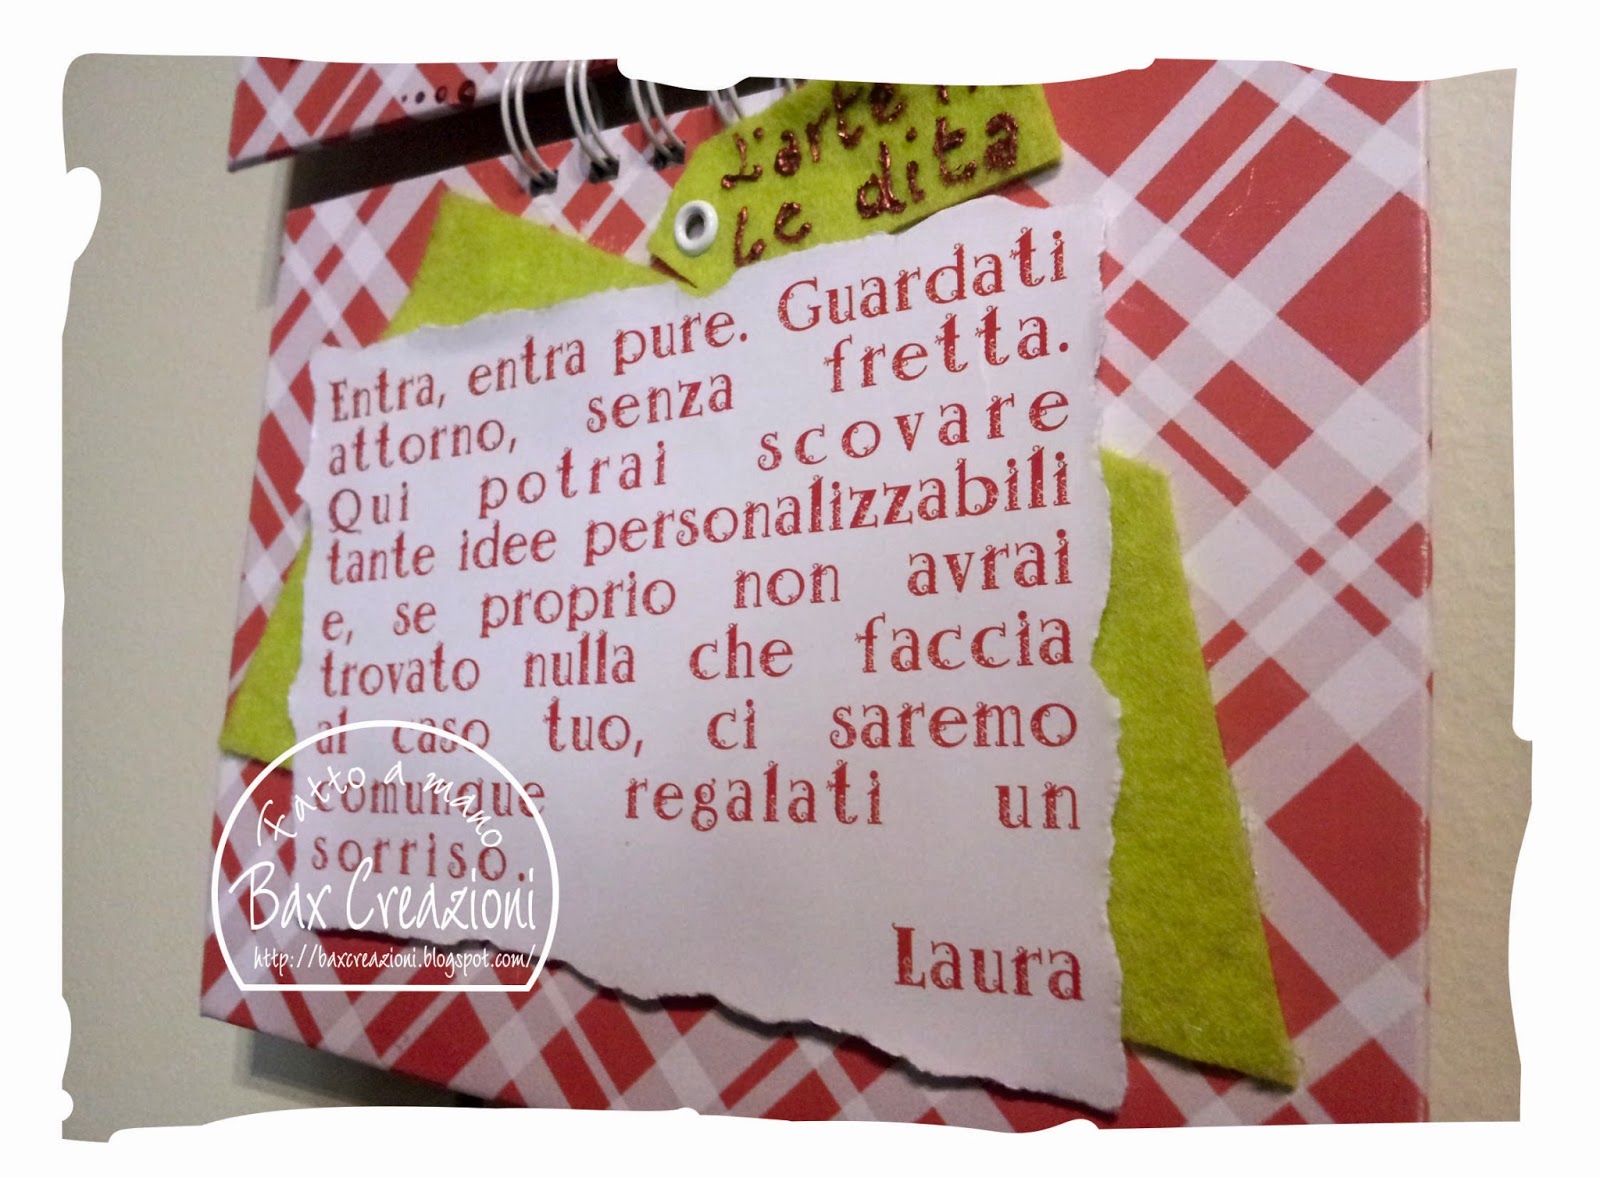 L'arte
le dita
Entra, entra pure. Guardati
attorno, senza fretta.
Qui potrai scovare
tante idee personalizzabili
e, se proprio non avrai
trovato nulla che faccia
al caso tuo, ci saremo
comunque regalati un
sorriso.
Laura
Fatto a mano
Bax Creazioni
http://baxcreazioni.blogspot.com/